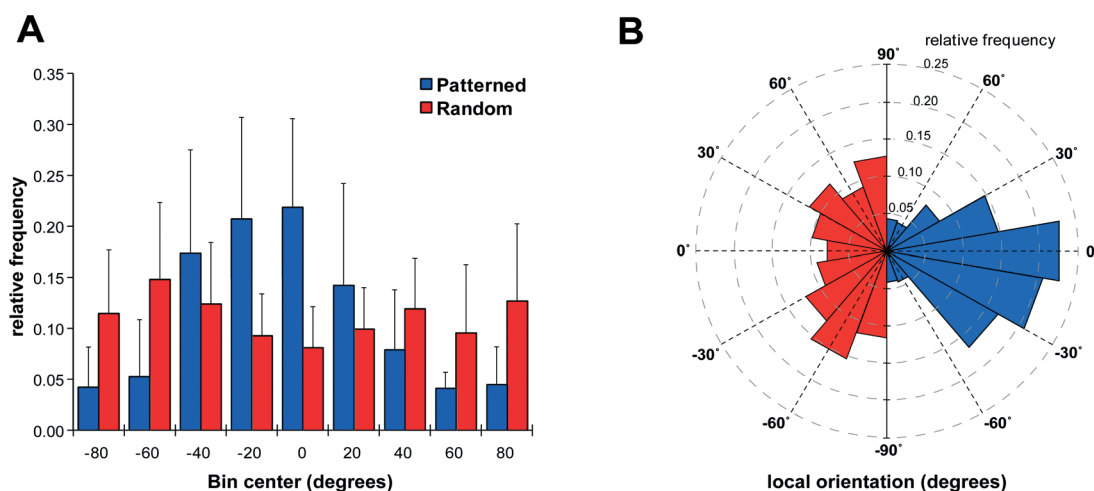 A
0.35
0.30
0.25
0.20
0.15
0.10
0.05
0.00
relative frequency
Patterned
Random
-80 -60 -40 -20 0 20 40 60 80
Bin center (degrees)
B
relative frequency
90°
0.25
0.20
0.15
0.10
0.05
60°
60°
30°
30°
0°
0
-30°
-30°
-60°
-60°
-90°
local orientation (degrees)